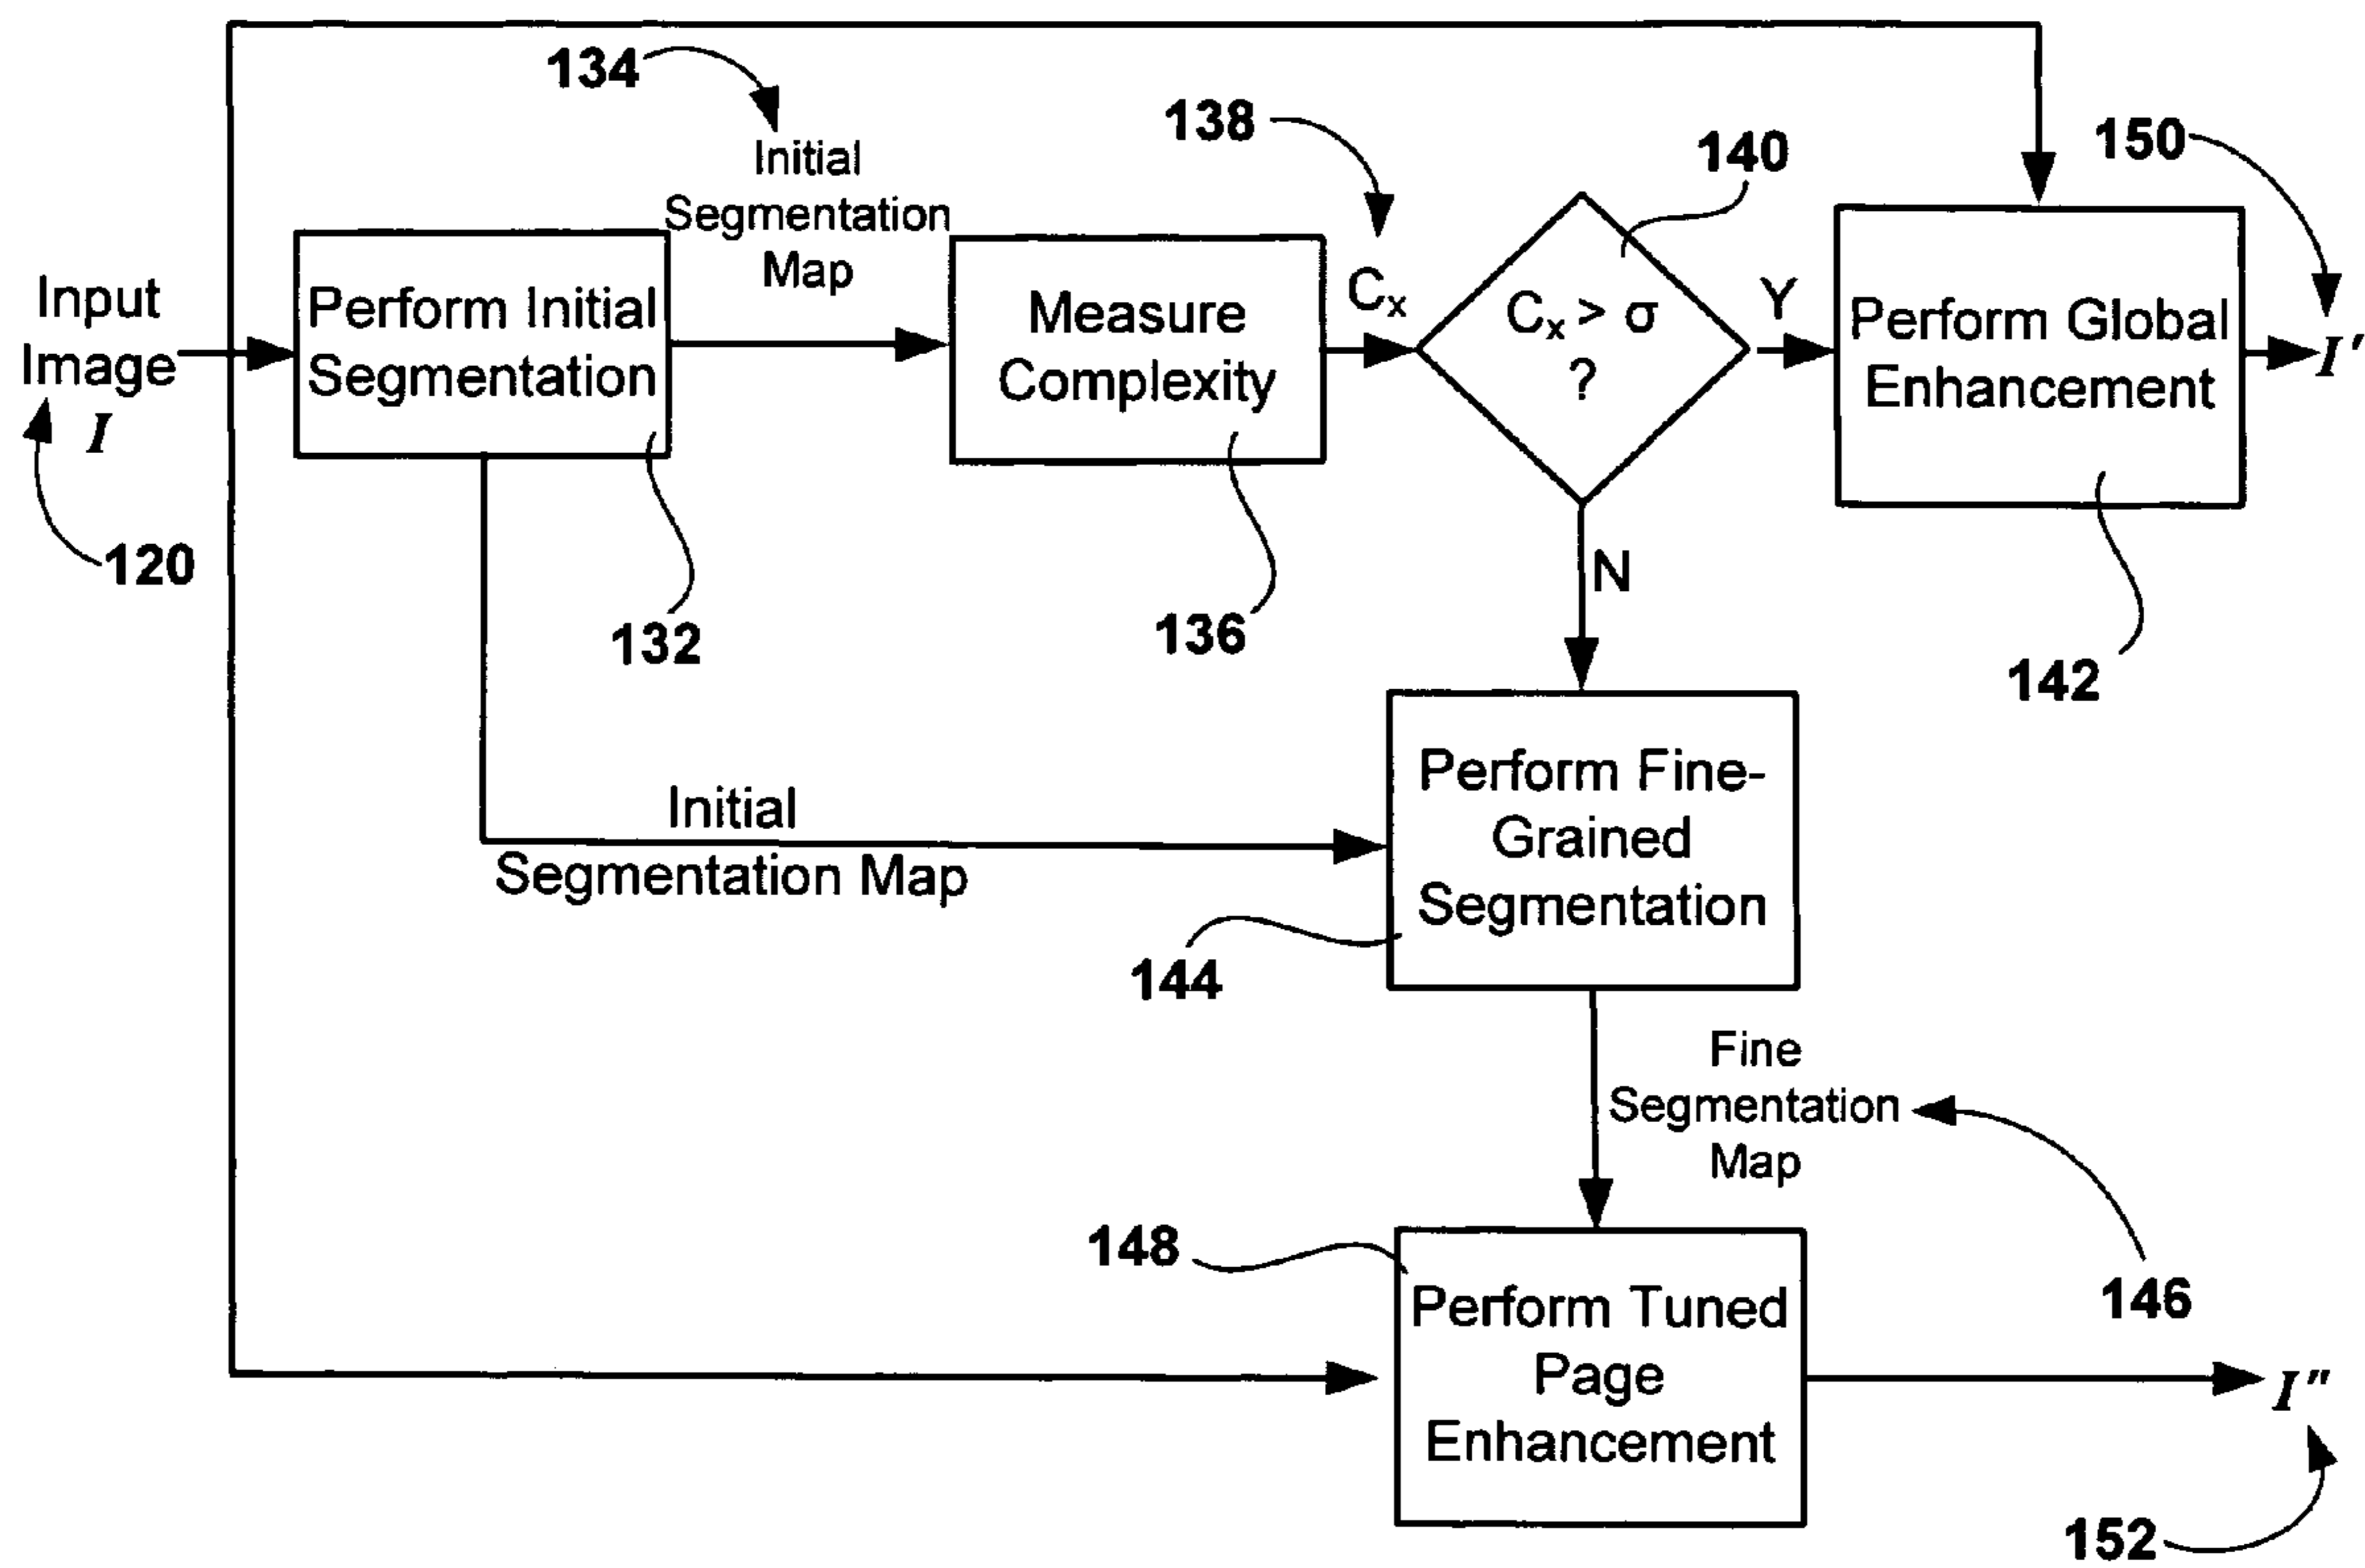 134
Initial
Segmentation
Map
138
140
150
Input
Image
I
120
Perform Initial
Segmentation
132
Measure
Complexity
136
Cₓ
Cₓ > σ
?
Y
N
Perform Global
Enhancement
142
I'
Initial
Segmentation Map
Perform Fine-
Grained
Segmentation
144
Fine
Segmentation
Map
146
148
Perform Tuned
Page
Enhancement
I"
152